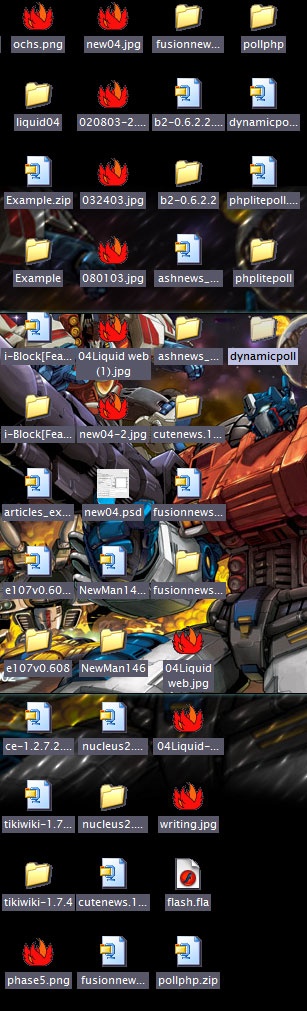 ochs.png new04.jpg fusionnew... pollphp
liquid04 020803-2.... b2-0.6.2.2.... dynamicpo...
Example.zip 032403.jpg b2-0.6.2.2 phplitepoll....
Example 080103.jpg ashnews_... phplitepoll
i-Block[Fea... 04Liquid web ashnews_... dynamicpoll
(1).jpg
i-Block[Fea... new04-2.jpg cutenews.1...
articles_ex... new04.psd fusionnew...
e107v0.60... NewMan14... fusionnew...
e107v0.608 NewMan146 04Liquid
web.jpg
ce-1.2.7.2.... nucleus2.... 04Liquid-...
tikiwiki-1.7... nucleus2.... writing.jpg
tikiwiki-1.7.4 cutenews.1... flash.fla
phase5.png fusionnew... pollphp.zip